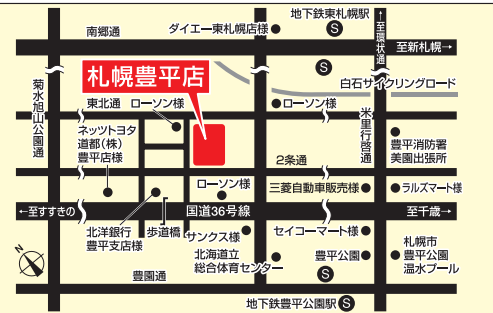 地下鉄東札幌駅
S
南郷通
ダイエー東札幌店様
↑至環状通
至新札幌→
札幌豊平店
S
白石サイクリングロード
菊水旭山公園通
東北通
ローソン様
ローソン様
米里行啓通
ネッツトヨタ
道都(株)
豊平店様
豊平消防署
美園出張所
2条通
ローソン様
三菱自動車販売様
ラルズマート様
←至すすきの
国道36号線
至千歳→
北洋銀行
豊平支店様
歩道橋
サンクス様
セイコーマート様
北海道立
総合体育センター
豊平公園
札幌市
豊平公園
温水プール
N
S
豊園通
地下鉄豊平公園駅
S